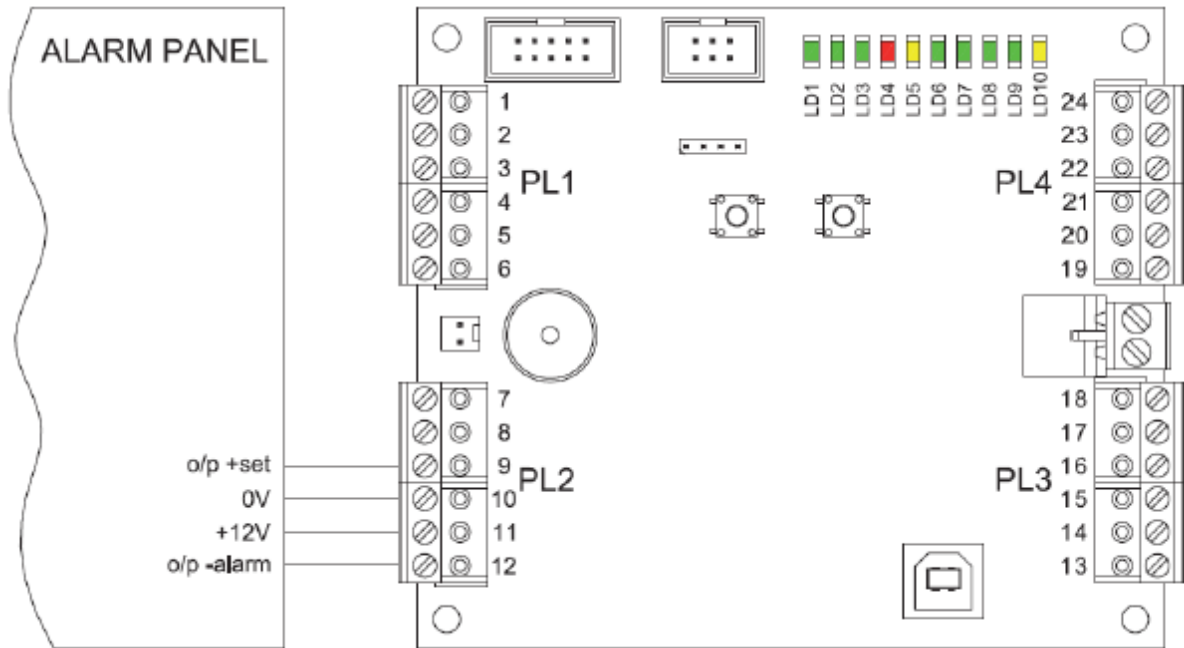 ALARM PANEL
LD1
LD2
LD3
LD4
LD5
LD6
LD7
LD8
LD9
LD10
1
2
3
PL1
4
5
6
24
23
22
PL4
21
20
19
7
8
o/p +set
9
PL2
0V
10
+12V
11
o/p -alarm
12
18
17
16
PL3
15
14
13